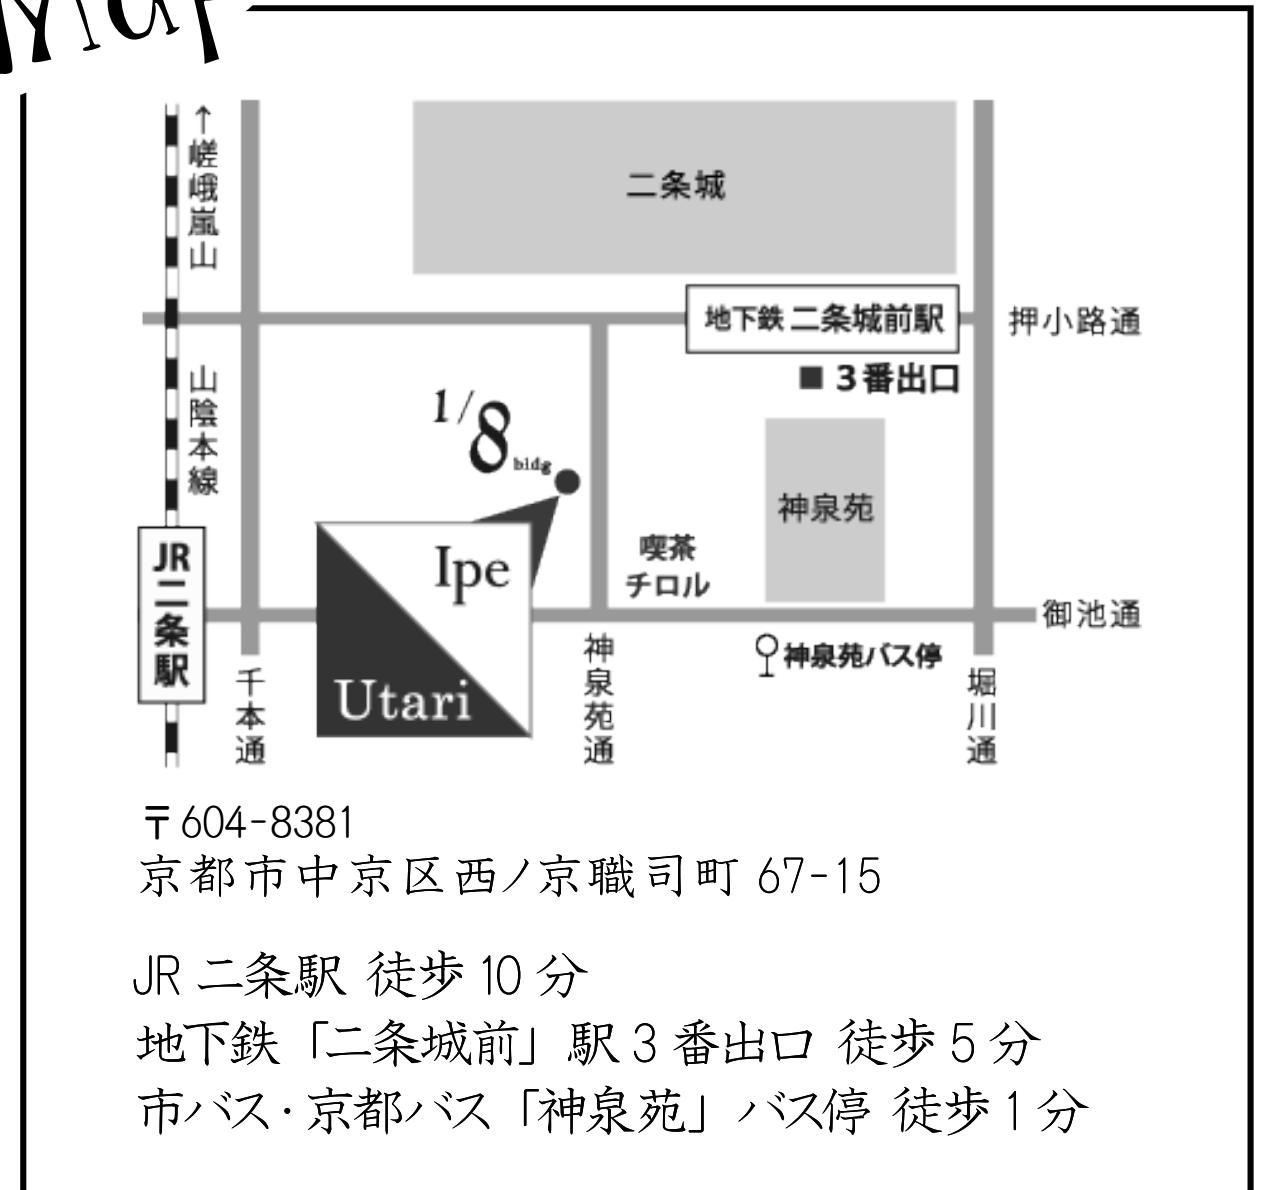 Map
↑嵯峨嵐山
二条城
地下鉄 二条城前駅
押小路通
■ 3番出口
山陰本線
1/8 bldg
神泉苑
喫茶
チロル
Ipe
Utari
JR二条駅
御池通
神泉苑バス停
千本通
神泉苑通
堀川通
〒604-8381
京都市中京区西ノ京職司町 67-15
JR 二条駅 徒歩 10 分
地下鉄「二条城前」駅 3 番出口 徒歩 5 分
市バス・京都バス「神泉苑」バス停 徒歩 1 分